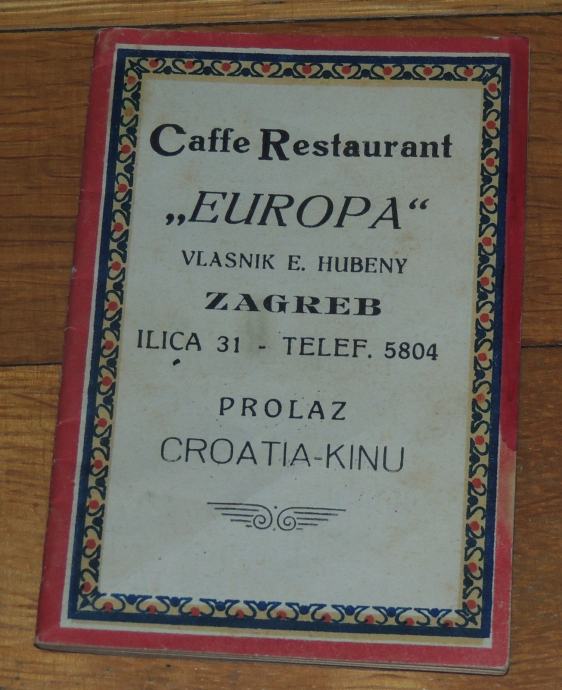 Caffe Restaurant
„EUROPA“
VLASNIK E. HUBENY
ZAGREB
ILICA 31 - TELEF. 5804
PROLAZ
CROATIA-KINU